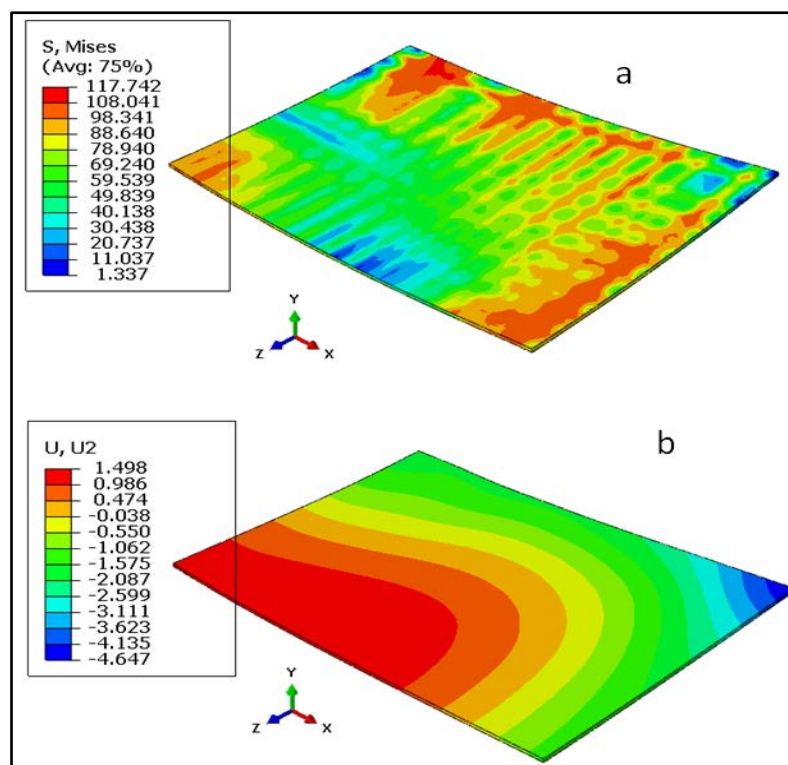 S, Mises
(Avg: 75%)
117.742
108.041
98.341
88.640
78.940
69.240
59.539
49.839
40.138
30.438
20.737
11.037
1.337
a
Y
Z
X
U, U2
1.498
0.986
0.474
-0.038
-0.550
-1.062
-1.575
-2.087
-2.599
-3.111
-3.623
-4.135
-4.647
b
Y
Z
X